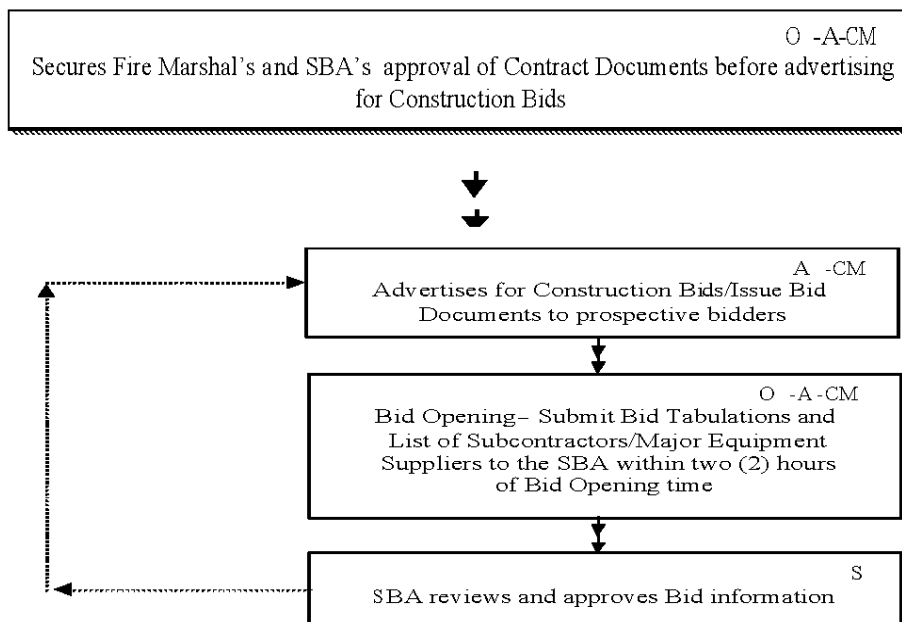 O -A-CM
Secures Fire Marshal's and SBA's approval of Contract Documents before advertising
for Construction Bids
A -CM
Advertises for Construction Bids/Issue Bid
Documents to prospective bidders
O -A -CM
Bid Opening– Submit Bid Tabulations and
List of Subcontractors/Major Equipment
Suppliers to the SBA within two (2) hours
of Bid Opening time
S
SBA reviews and approves Bid information